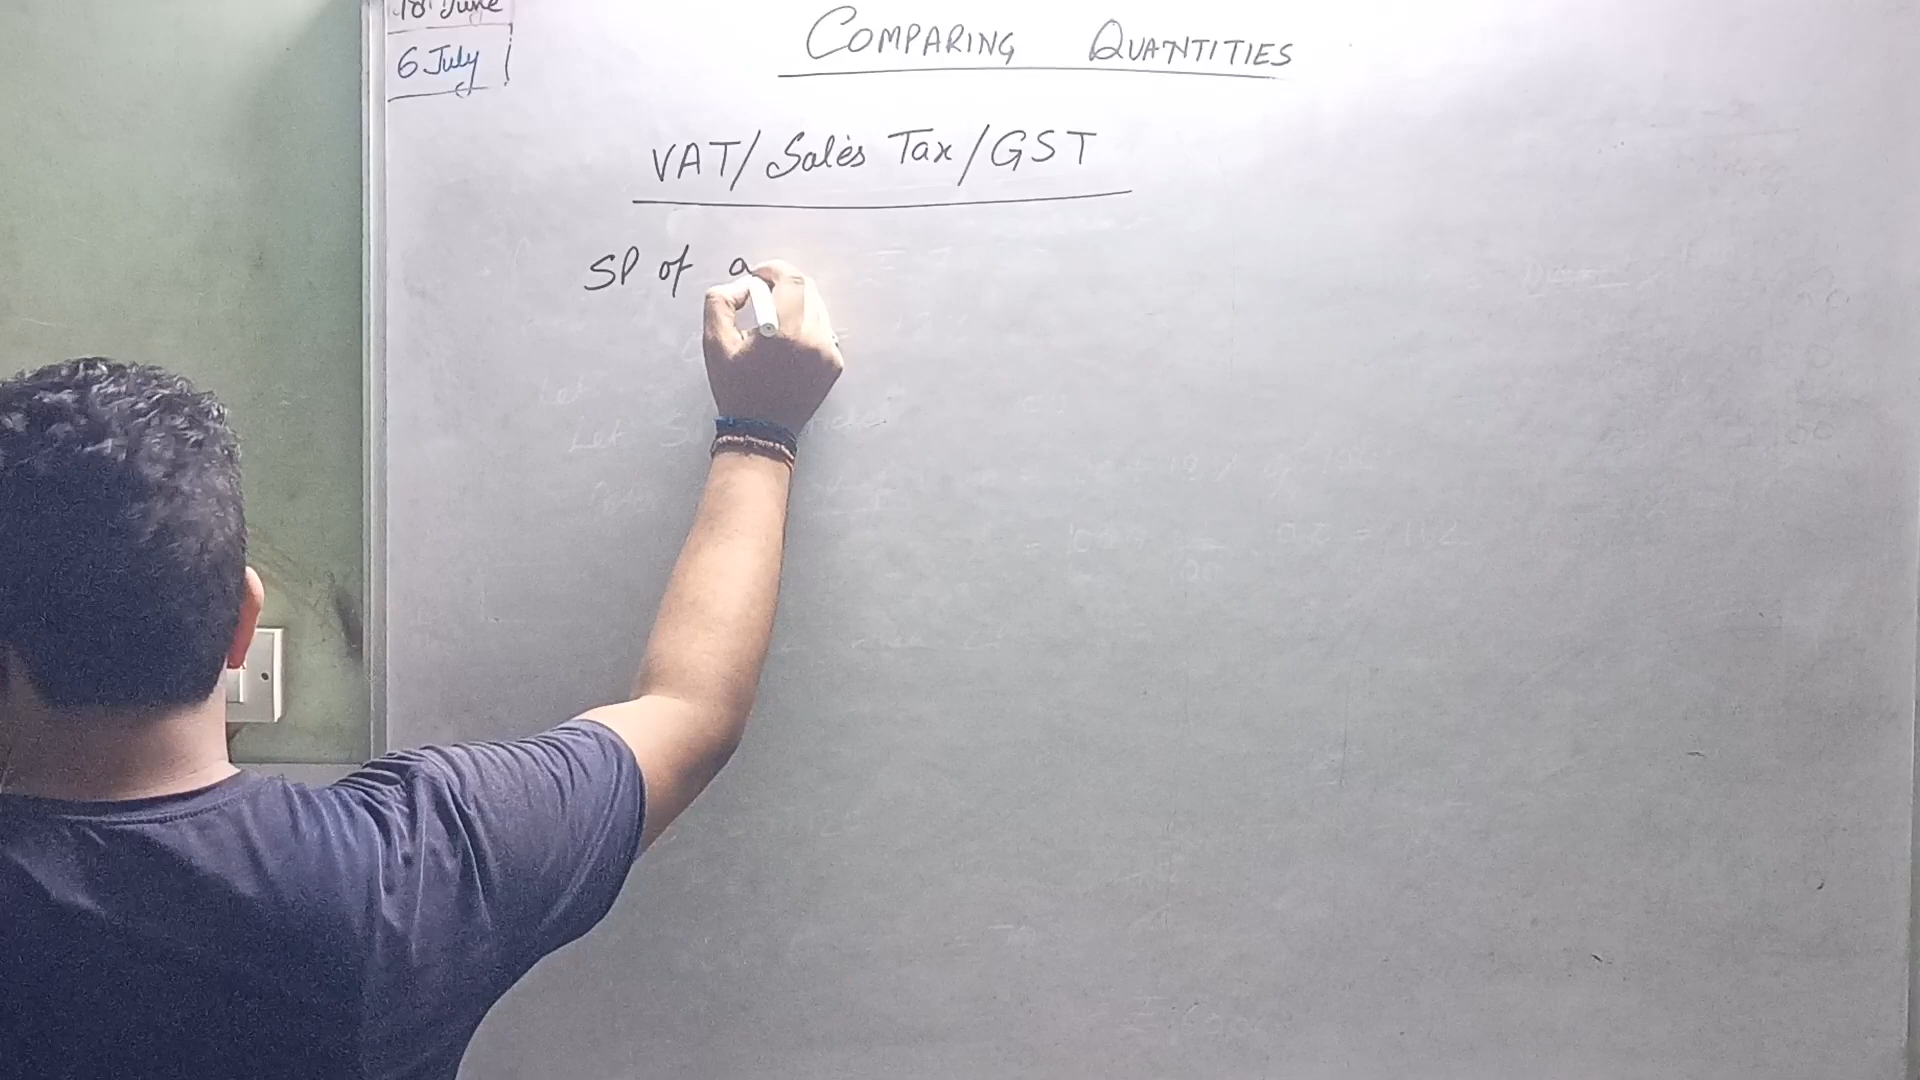 18 June
6 July
COMPARING QUANTITIES
VAT/Sales Tax/GST
SP of a